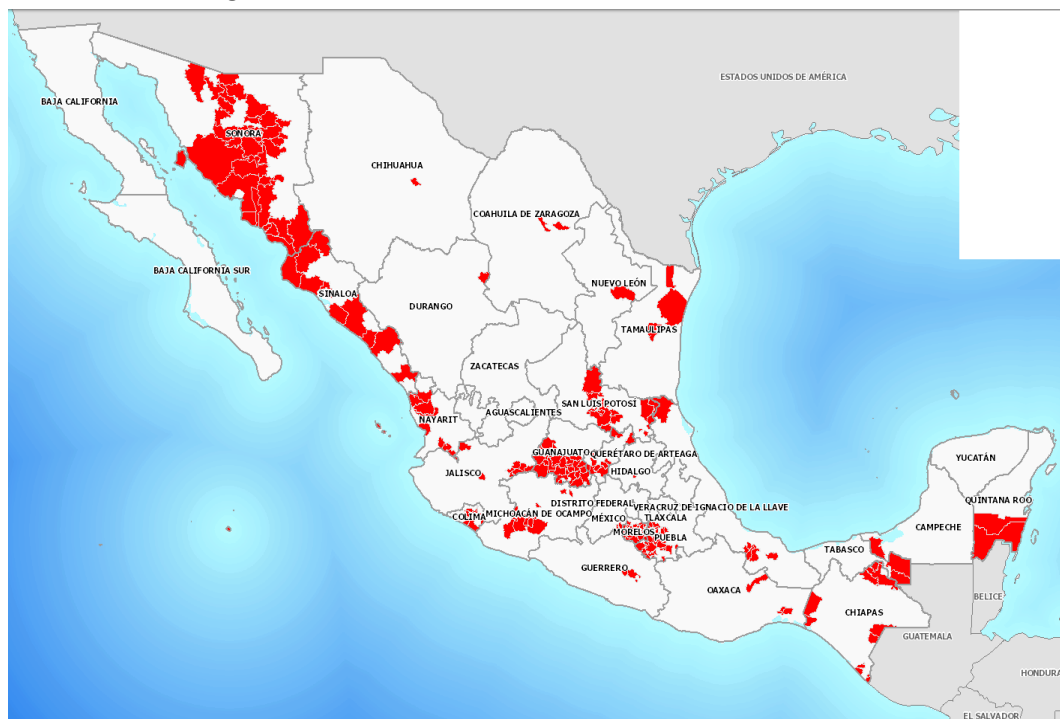 ESTADOS UNIDOS DE AMÉRICA
BAJA CALIFORNIA
SONORA
CHIHUAHUA
COAHUILA DE ZARAGOZA
BAJA CALIFORNIA SUR
NUEVO LEÓN
SINALOA
DURANGO
TAMAULIPAS
ZACATECAS
SAN LUIS POTOSÍ
AGUASCALIENTES
NAYARIT
GUANAJUATO
QUERÉTARO DE ARTEAGA
YUCATÁN
JALISCO
HIDALGO
QUINTANA ROO
DISTRITO FEDERAL
VERACRUZ DE IGNACIO DE LA LLAVE
COLIMA
MICHOACÁN DE OCAMPO
MÉXICO
TLAXCALA
CAMPECHE
MORELOS
PUEBLA
TABASCO
GUERRERO
OAXACA
BELICE
CHIAPAS
GUATEMALA
HONDURA
EL SALVADOR